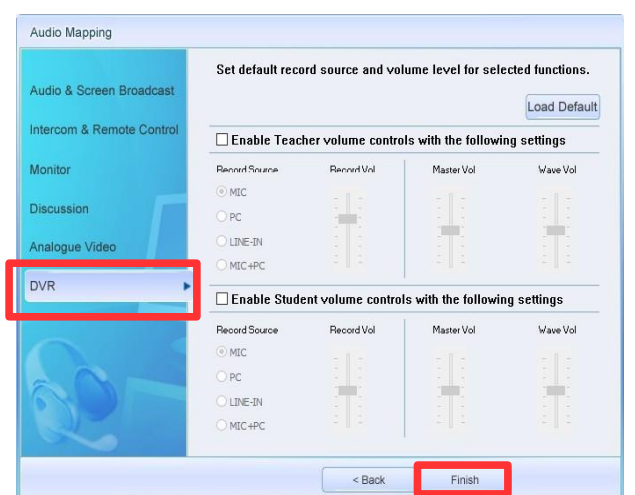 Audio Mapping
Audio & Screen Broadcast
Intercom & Remote Control
Monitor
Discussion
Analogue Video
DVR
Set default record source and volume level for selected functions.
Load Default
Enable Teacher volume controls with the following settings
Record Source Record Vol Master Vol Wave Vol
MIC
PC
LINE-IN
MIC+PC
Enable Student volume controls with the following settings
Record Source Record Vol Master Vol Wave Vol
MIC
PC
LINE-IN
MIC+PC
< Back Finish